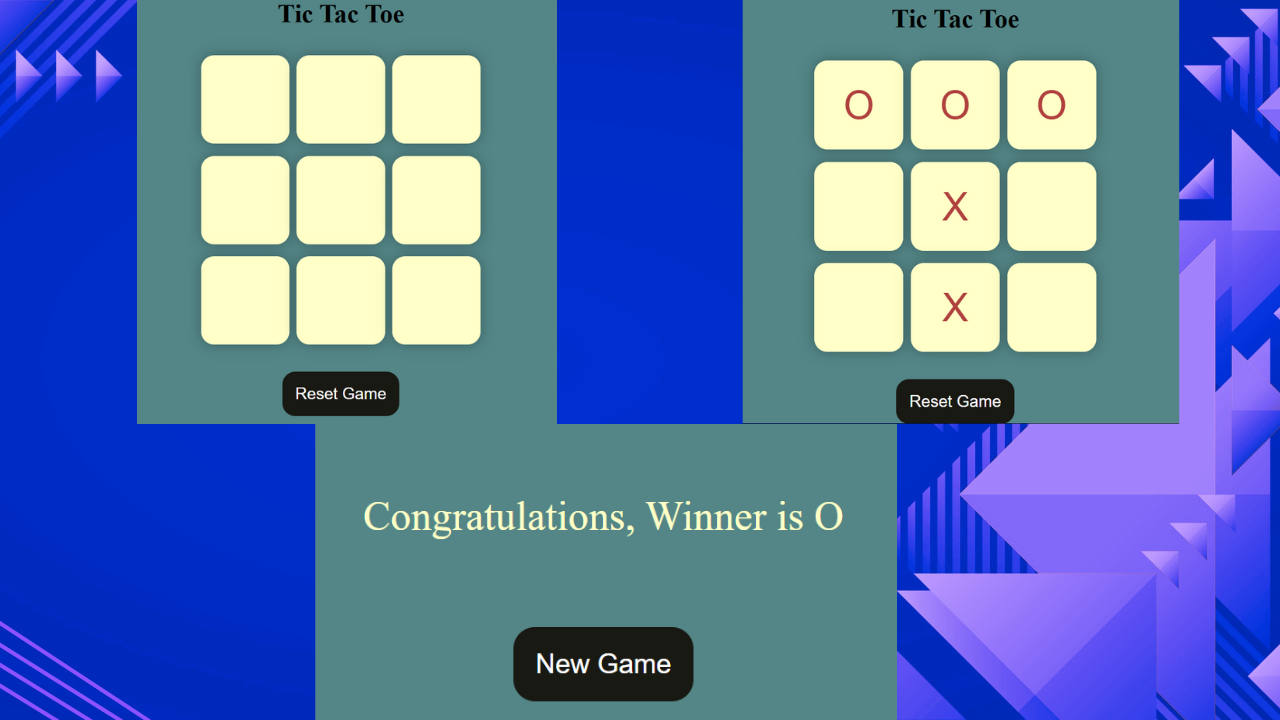 Tic Tac Toe
Reset Game
Tic Tac Toe
O O O
X
X
Reset Game
Congratulations, Winner is O
New Game